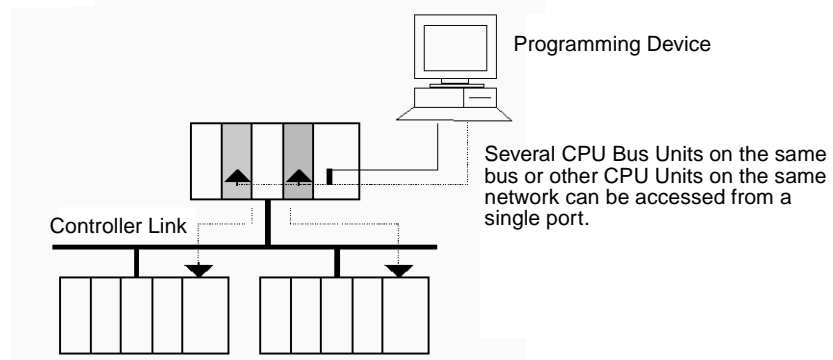 Programming Device
Several CPU Bus Units on the same
bus or other CPU Units on the same
network can be accessed from a
single port.
Controller Link